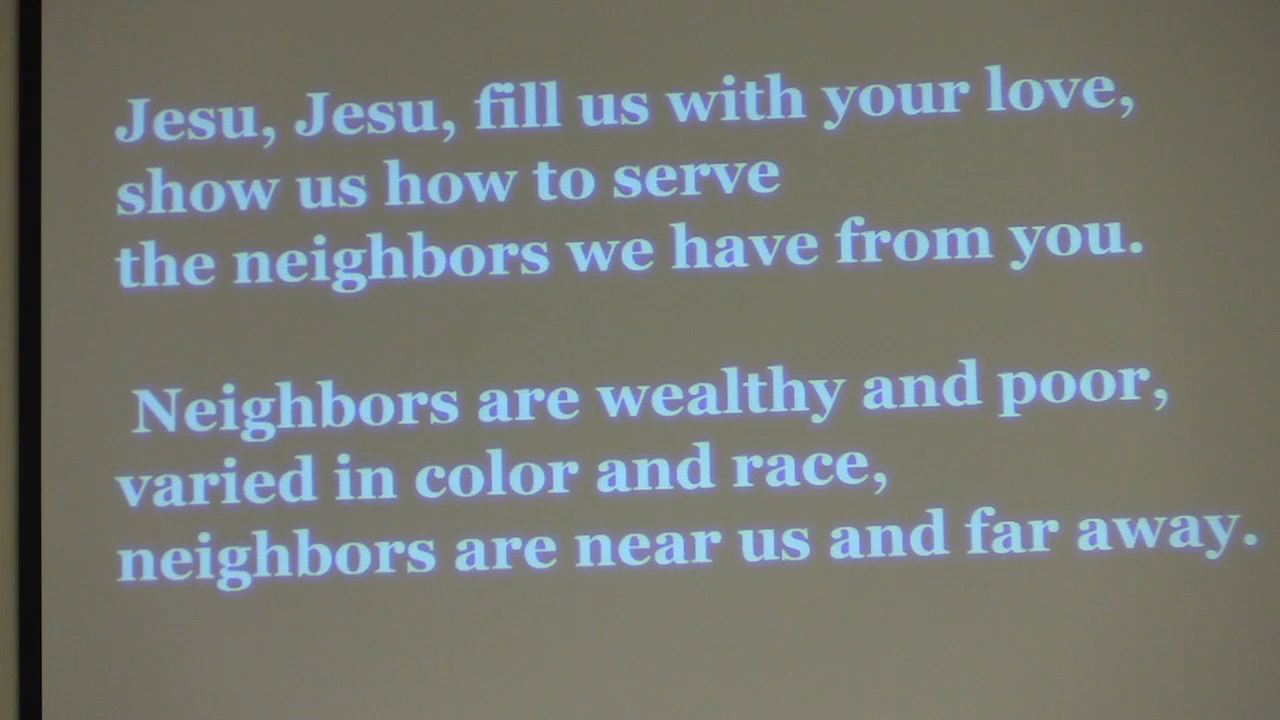 Jesu, Jesu, fill us with your love,
show us how to serve
the neighbors we have from you.
Neighbors are wealthy and poor,
varied in color and race,
neighbors are near us and far away.